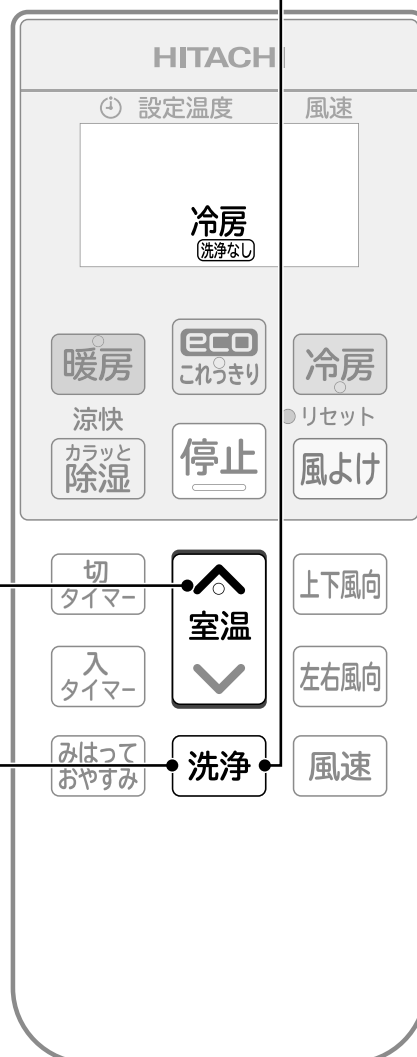 HITACHI
設定温度 風速
冷房
洗浄なし
暖房
eco
これっきり
冷房
涼快
リセット
カラッと
除湿
停止
風よけ
切
タイマー
室温
上下風向
入
タイマー
左右風向
みはって
おやすみ
洗浄
風速